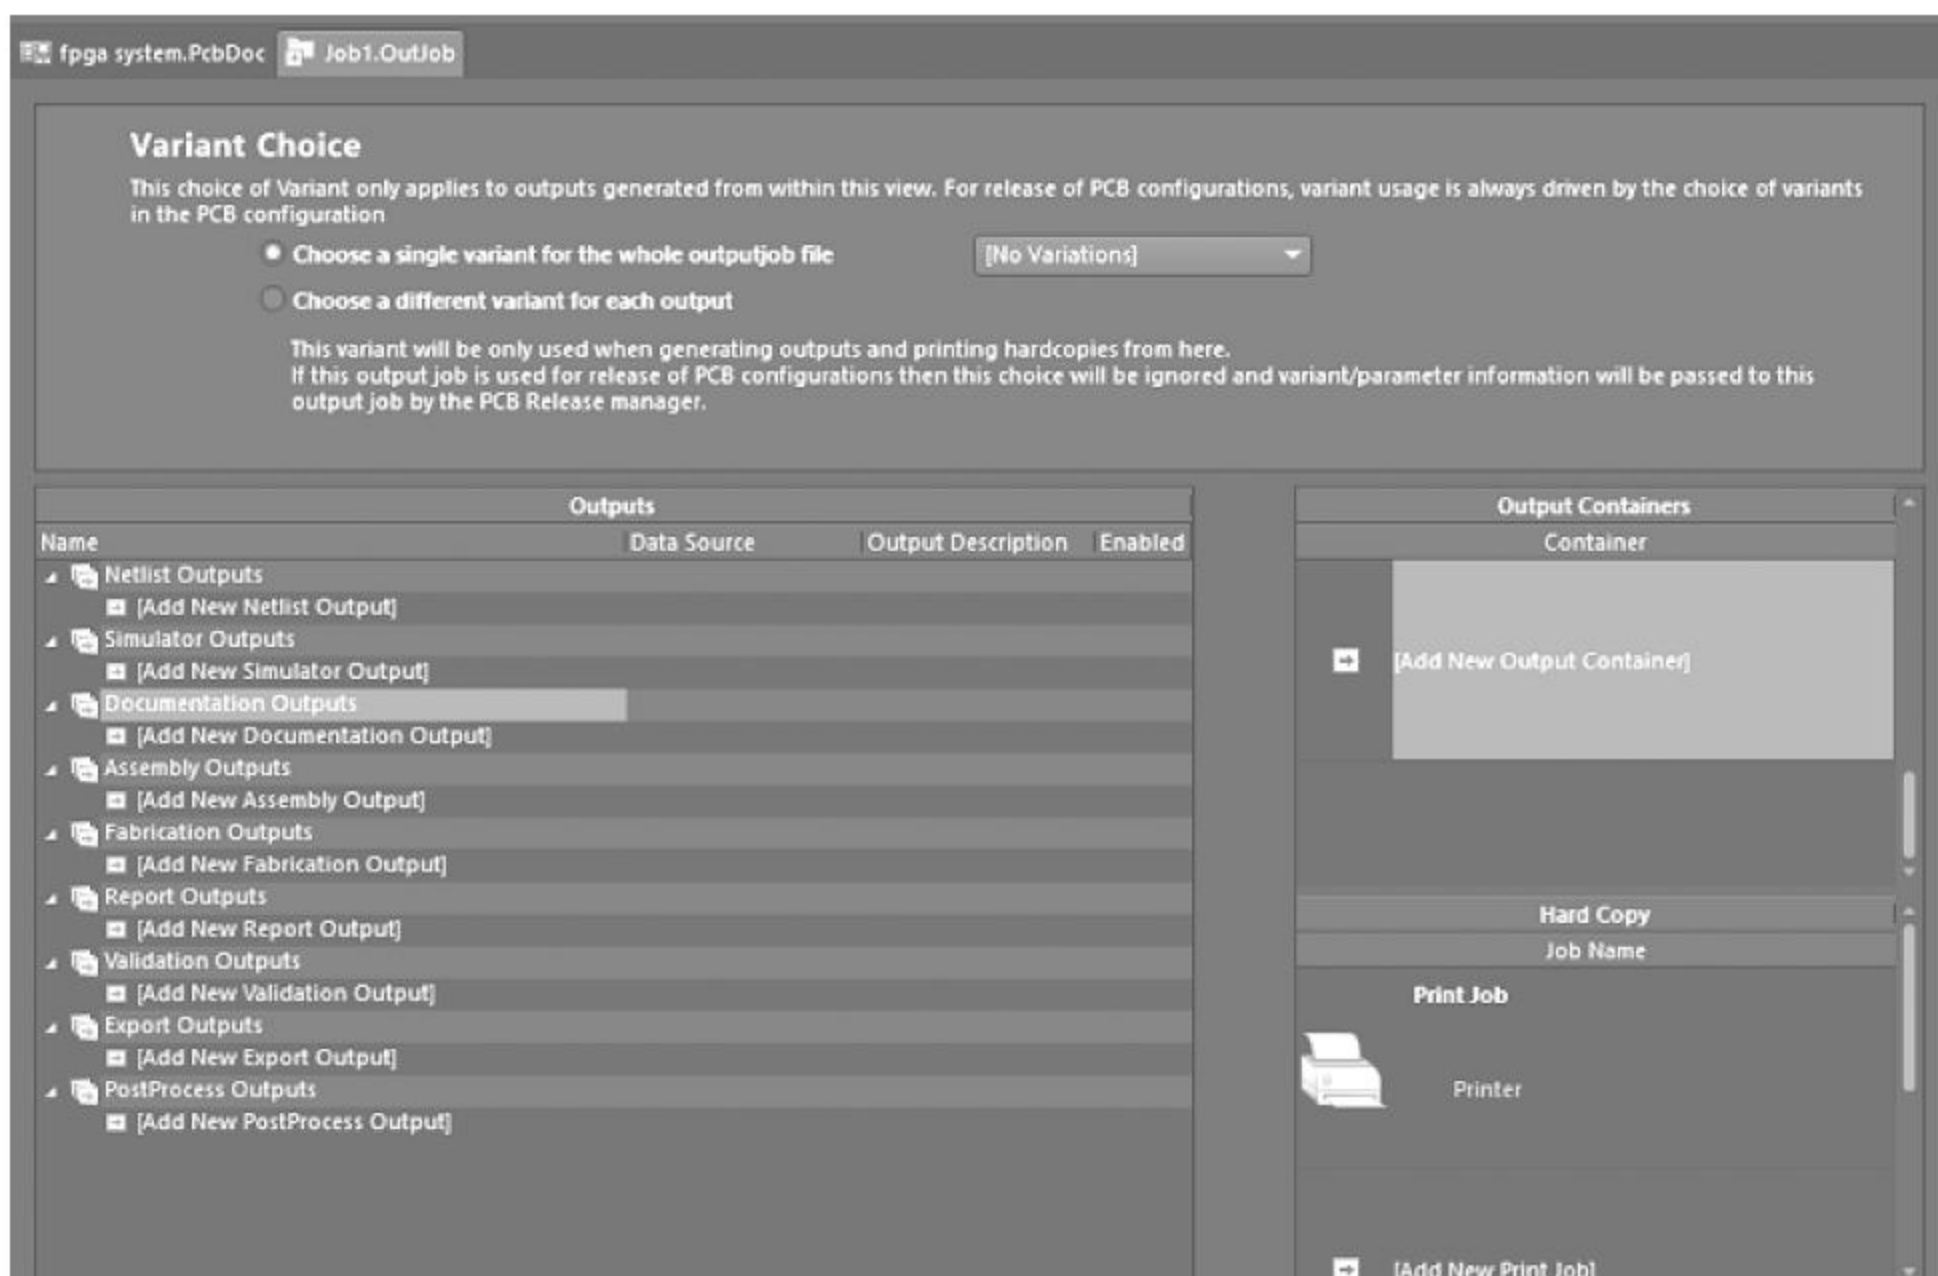 fpga system.PcbDoc Job1.OutJob
Variant Choice
This choice of Variant only applies to outputs generated from within this view. For release of PCB configurations, variant usage is always driven by the choice of variants
in the PCB configuration
Choose a single variant for the whole outputjob file [No Variations]
Choose a different variant for each output
This variant will be only used when generating outputs and printing hardcopies from here.
If this output job is used for release of PCB configurations then this choice will be ignored and variant/parameter information will be passed to this
output job by the PCB Release manager.
Outputs
Name Data Source Output Description Enabled
Netlist Outputs
[Add New Netlist Output]
Simulator Outputs
[Add New Simulator Output]
Documentation Outputs
[Add New Documentation Output]
Assembly Outputs
[Add New Assembly Output]
Fabrication Outputs
[Add New Fabrication Output]
Report Outputs
[Add New Report Output]
Validation Outputs
[Add New Validation Output]
Export Outputs
[Add New Export Output]
PostProcess Outputs
[Add New PostProcess Output]
Output Containers
Container
[Add New Output Container]
Hard Copy
Job Name
Print Job
Printer
[Add New Print Job]